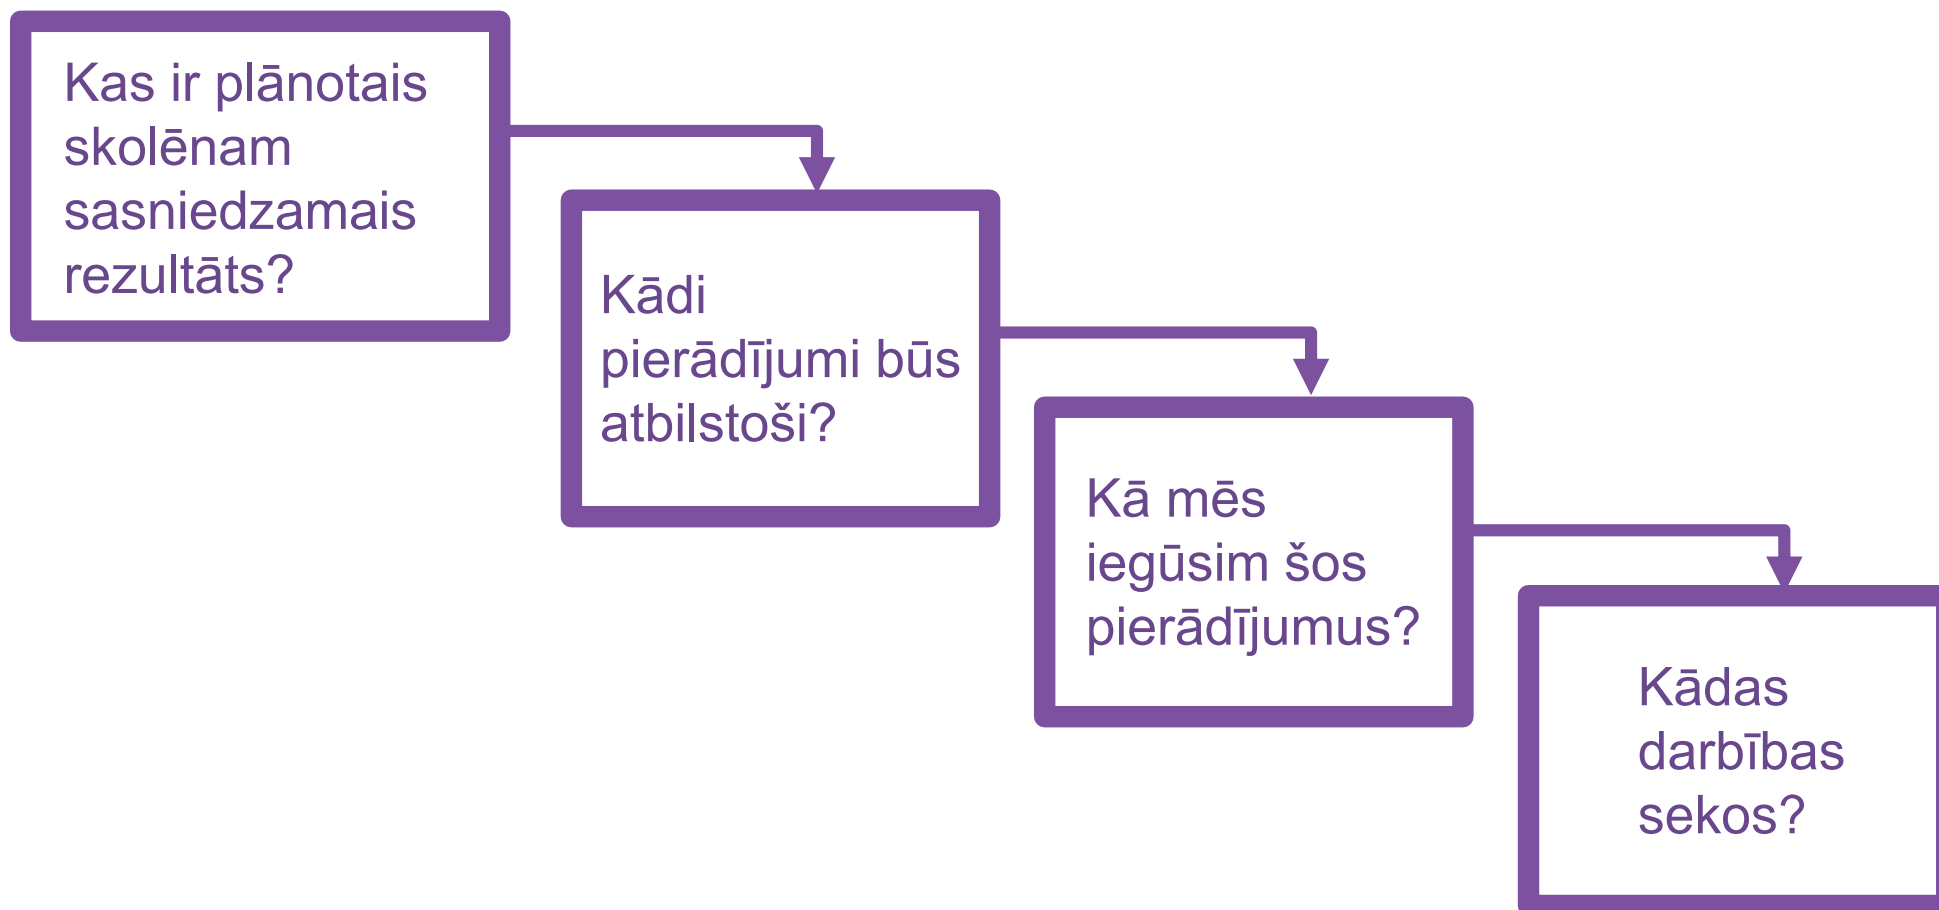 Kas ir plānotais
skolēnam
sasniedzamais
rezultāts?
Kādi
pierādījumi būs
atbilstoši?
Kā mēs
iegūsim šos
pierādījumus?
Kādas
darbības
sekos?